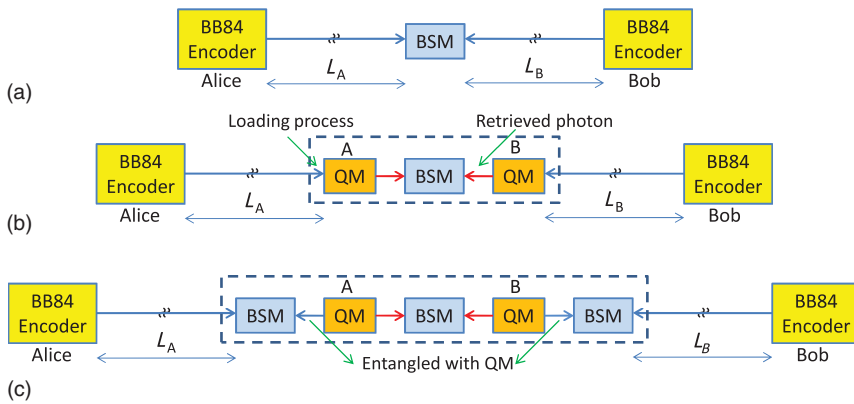 BB84
Encoder
Alice
BSM
BB84
Encoder
Bob
L_A
L_B
(a)
Loading process
Retrieved photon
A
B
BB84
Encoder
Alice
QM
BSM
QM
BB84
Encoder
Bob
L_A
L_B
(b)
A
B
BB84
Encoder
Alice
BSM
QM
BSM
QM
BSM
BB84
Encoder
Bob
L_A
Entangled with QM
L_B
(c)